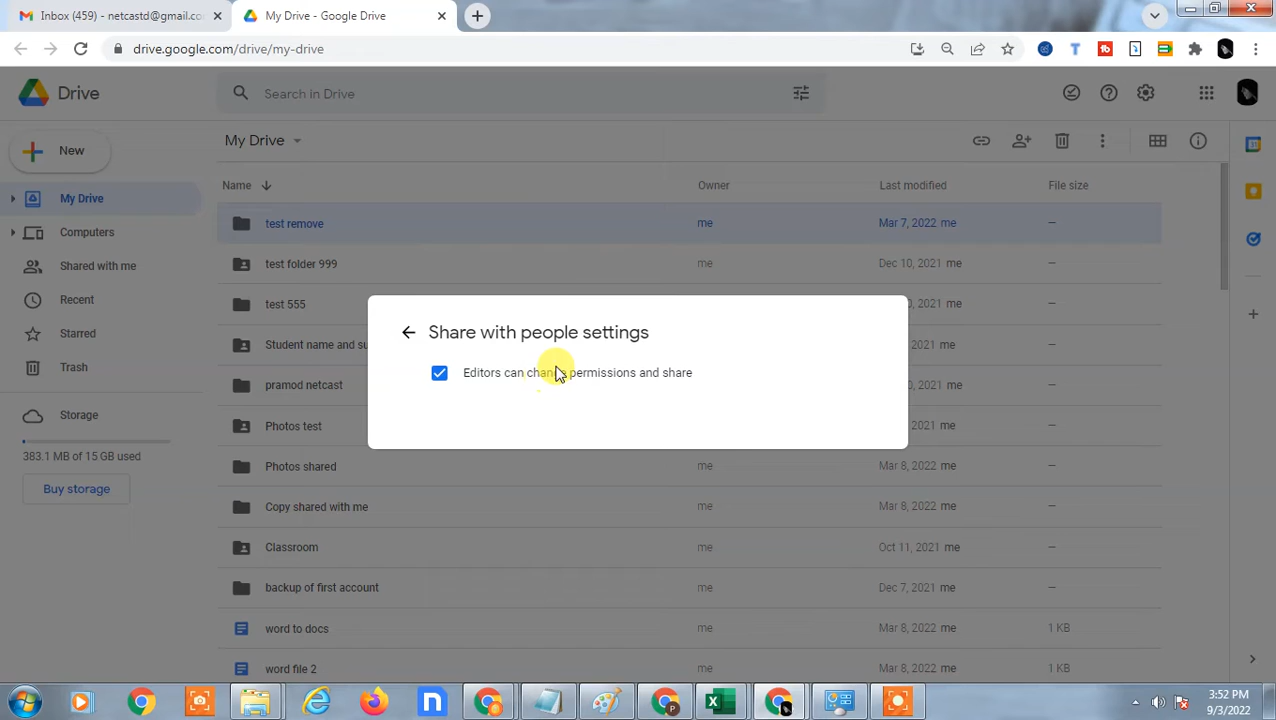 Inbox (459) - netcastd@gmail.co
My Drive - Google Drive
drive.google.com/drive/my-drive
Drive
Search in Drive
New
My Drive
Name
Owner
Last modified
File size
My Drive
Computers
Shared with me
Recent
Starred
Trash
Storage
383.1 MB of 15 GB used
Buy storage
test remove me Mar 7, 2022 me —
test folder 999 me Dec 10, 2021 me —
test 555 , 2021 me —
Student name and su , 2022 me —
pramod netcast , 2022 me —
Photos test
Photos shared me Mar 8, 2022 me —
Copy shared with me me Mar 8, 2022 me —
Classroom me Oct 11, 2021 me —
backup of first account me Dec 7, 2021 me —
word to docs me Mar 8, 2022 me 1 KB
word file 2 me Mar 8, 2022 me 1 KB
Share with people settings
Editors can change permissions and share
3:52 PM
9/3/2022